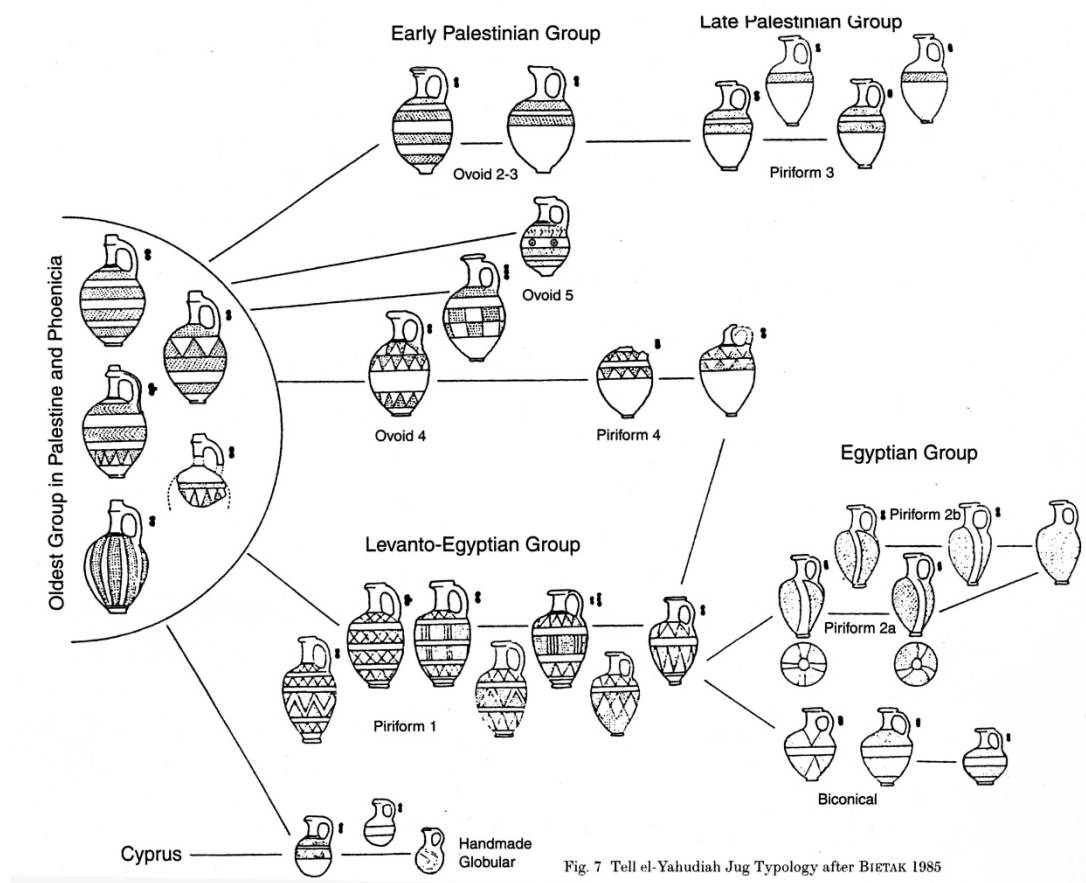 Early Palestinian Group
Late Palestinian Group
Ovoid 2-3
Piriform 3
Ovoid 5
Oldest Group in Palestine and Phoenicia
Ovoid 4
Piriform 4
Egyptian Group
Piriform 2b
Levanto-Egyptian Group
Piriform 2a
Piriform 1
Biconical
Cyprus
Handmade
Globular
Fig. 7 Tell el-Yahudiah Jug Typology after BIETAK 1985